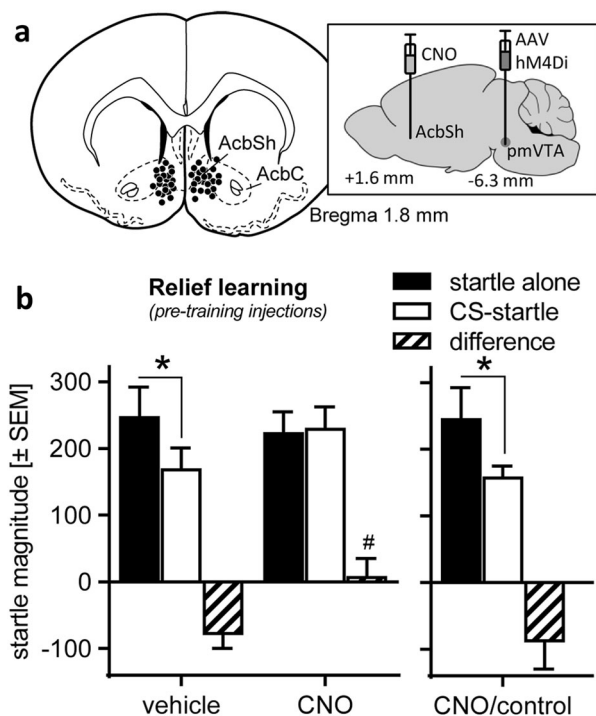 a
CNO
AAV
hM4Di
AcbSh
AcbC
AcbSh
pmVTA
+1.6 mm
-6.3 mm
Bregma 1.8 mm
b
Relief learning
(pre-training injections)
startle alone
CS-startle
difference
startle magnitude [± SEM]
300
200
100
0
-100
*
#
*
vehicle
CNO
CNO/control